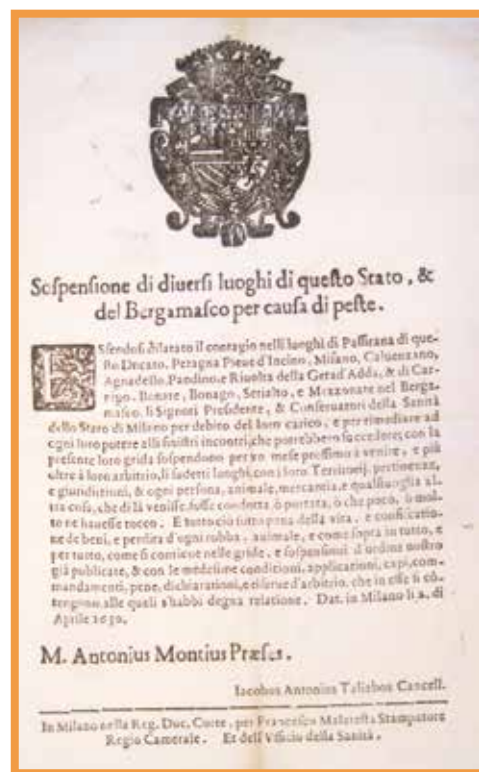 Sospensione di diuersi luoghi di questo Stato, &
del Bergamasco per causa di peste.
ESsendosi dilatato il contagio nelli luoghi di Passirana di que-
sto Ducato, Peragna Pieue d'Incino, Misano, Caluenzano,
Agnadello, Pandino, e Riuolta della Gerad'Adda, & di Car-
uigo, Bonate, Bonago, Serialto, e Mezzonate nel Berga-
masco, li Signori Presidente, & Conseruatori della Sanità
dello Stato di Milano per debito del loro carico, e per rimediare ad
ogni loro potere alli sinistri incontri, che potrebbero succedere, con la
presente loro grida sospendono per vn mese prossimo à venire, e più
oltre à loro arbitrio, li sudetti luoghi, con i loro Territorij, pertinenze,
e giurisdittioni, & ogni persona, animale, mercantia, e qualsiuoglia al-
tra cosa, che di là venisse, fusse condotta, ò portata, ò che poco, ò mol-
to ne hauesse tocco. E tutto ciò sotto pena della vita, e confiscatio-
ne de beni, e perdita d'ogni robba, animale, e come sopra in tutto, e
per tutto, come si contiene nelle gride, e sospensioni d'ordine nostro
già publicate, & con le medesime conditioni, applicationi, capi, com-
mandamenti, pene, dichiarationi, e riserue d'arbitrio, che in esse si cō-
tengono, alle quali s'habbi degna relatione. Dat. in Milano li 2. di
Aprile 1630.
M. Antonius Montius Præses.
Iacobus Antonius Taliabos Cancell.
In Milano nella Reg. Duc. Corte, per Francesco Malatesta Stampatore
Regio Camerale. Et dell'Vfficio della Sanità.